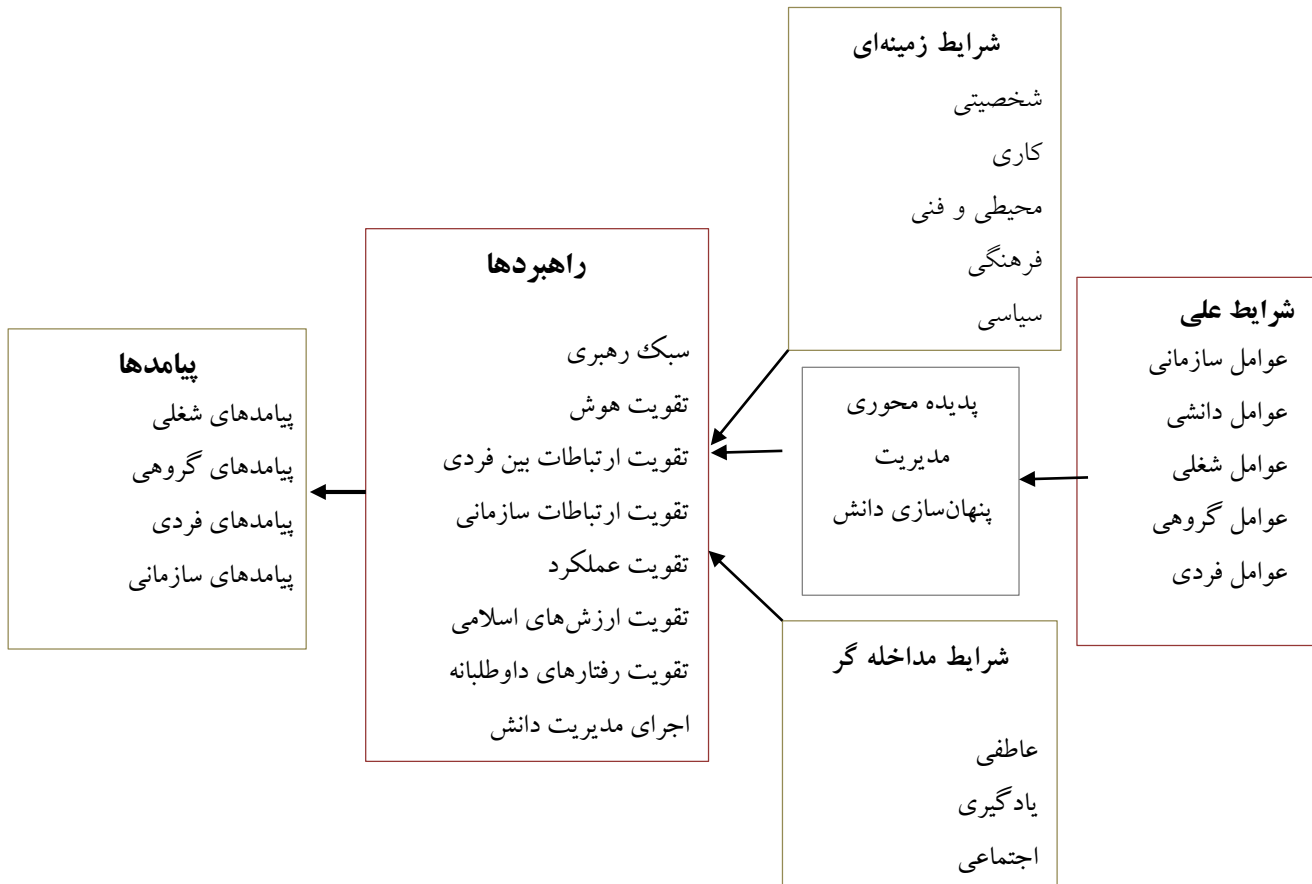 شرایط زمینه‌ای
شخصیتی
کاری
محیطی و فنی
فرهنگی
سیاسی
شرایط علی
عوامل سازمانی
عوامل دانشی
عوامل شغلی
عوامل گروهی
عوامل فردی
پدیده محوری
مدیریت
پنهان‌سازی دانش
شرایط مداخله گر
عاطفی
یادگیری
اجتماعی
راهبردها
سبک رهبری
تقویت هوش
تقویت ارتباطات بین فردی
تقویت ارتباطات سازمانی
تقویت عملکرد
تقویت ارزش‌های اسلامی
تقویت رفتارهای داوطلبانه
اجرای مدیریت دانش
پیامدها
پیامدهای شغلی
پیامدهای گروهی
پیامدهای فردی
پیامدهای سازمانی